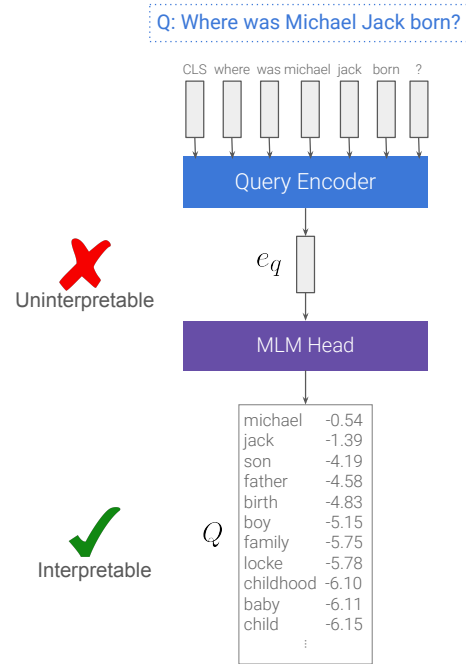 Q: Where was Michael Jack born?
CLS where was michael jack born ?
Query Encoder
e_q
Uninterpretable
MLM Head
michael -0.54
jack -1.39
son -4.19
father -4.58
birth -4.83
boy -5.15
Q
family -5.75
locke -5.78
Interpretable
childhood -6.10
baby -6.11
child -6.15
⋮